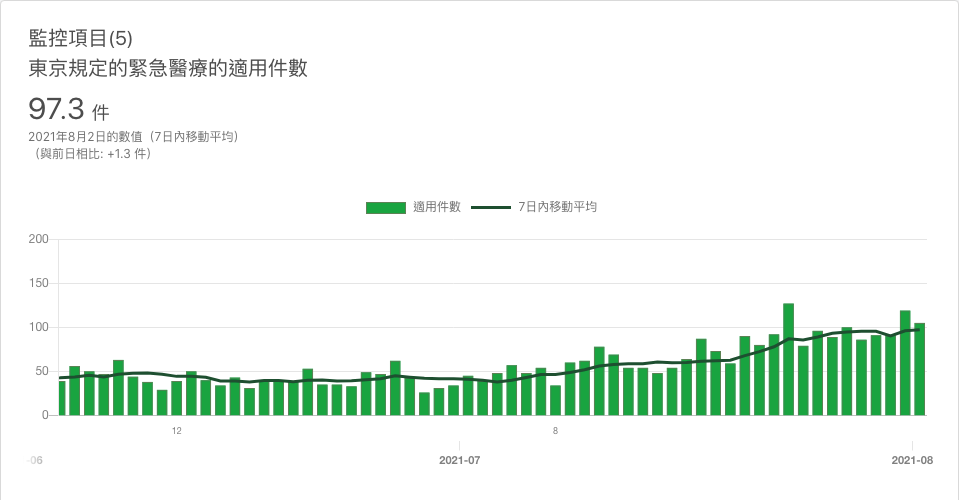 監控項目(5)
東京規定的緊急醫療的適用件數
97.3 件
2021年8月2日的數值（7日內移動平均）
（與前日相比: +1.3 件）
適用件數 7日內移動平均
200
150
100
50
0
12 8
-06 2021-07 2021-08